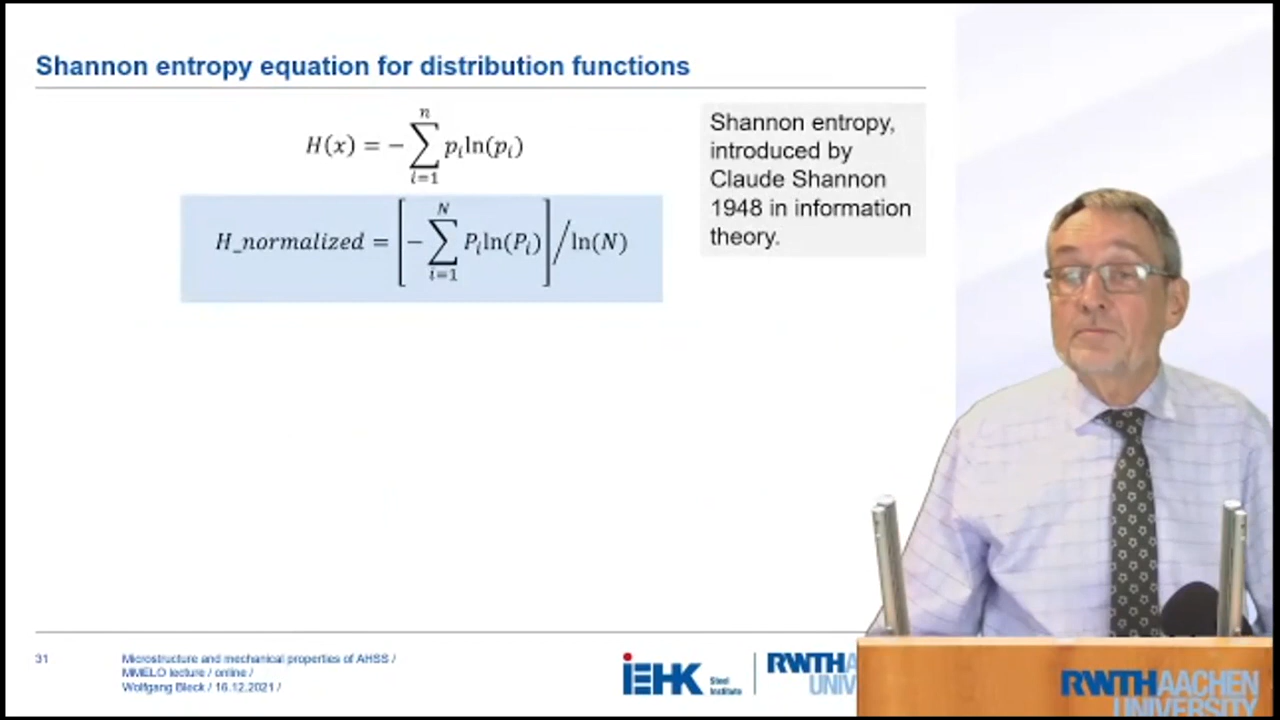 Shannon entropy equation for distribution functions
H(x) = − ∑_{i=1}^{n} p_i ln(p_i)
H_normalized = [− ∑_{i=1}^{N} P_i ln(P_i)] / ln(N)
Shannon entropy,
introduced by
Claude Shannon
1948 in information
theory.
31
Microstructure and mechanical properties of AHSS /
MMELO lecture / online /
Wolfgang Bleck / 16.12.2021 /
iEHK
Steel
Institute
RWTHA
UNIV
RWTHAACHEN
UNIVERSITY